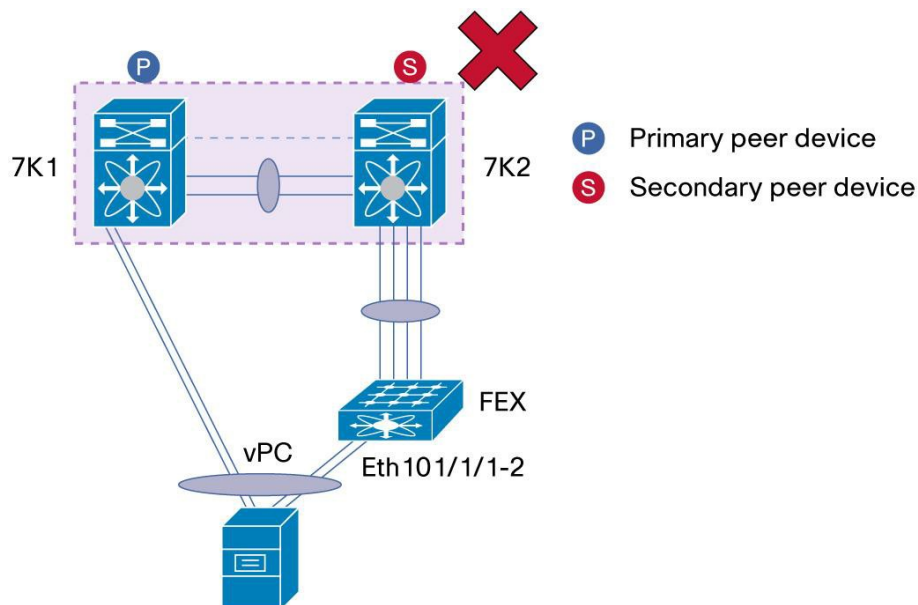 P
S
7K1
7K2
P Primary peer device
S Secondary peer device
FEX
vPC
Eth101/1/1-2